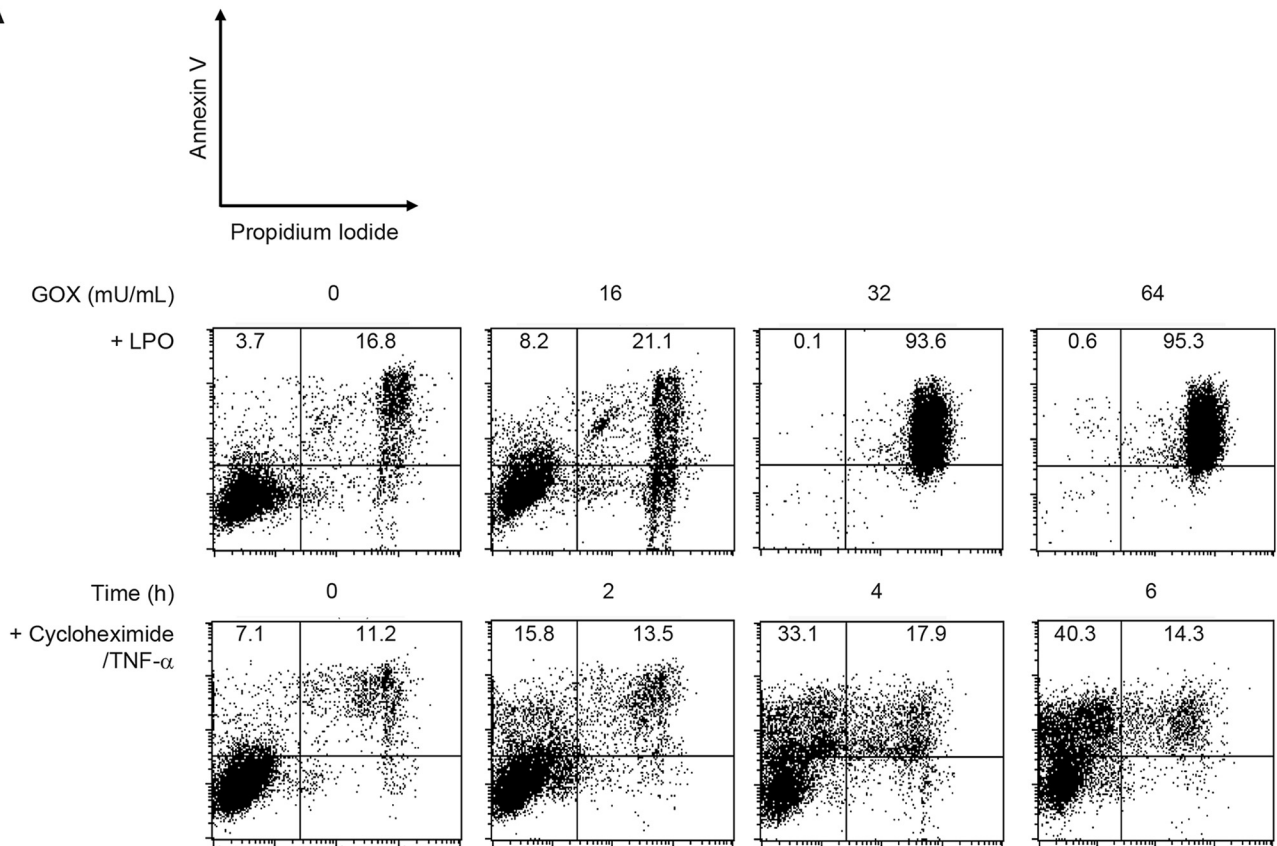 A
Annexin V
Propidium Iodide
GOX (mU/mL) 0 16 32 64
+ LPO 3.7 16.8 8.2 21.1 0.1 93.6 0.6 95.3
Time (h) 0 2 4 6
+ Cycloheximide 7.1 11.2 15.8 13.5 33.1 17.9 40.3 14.3
/TNF-α